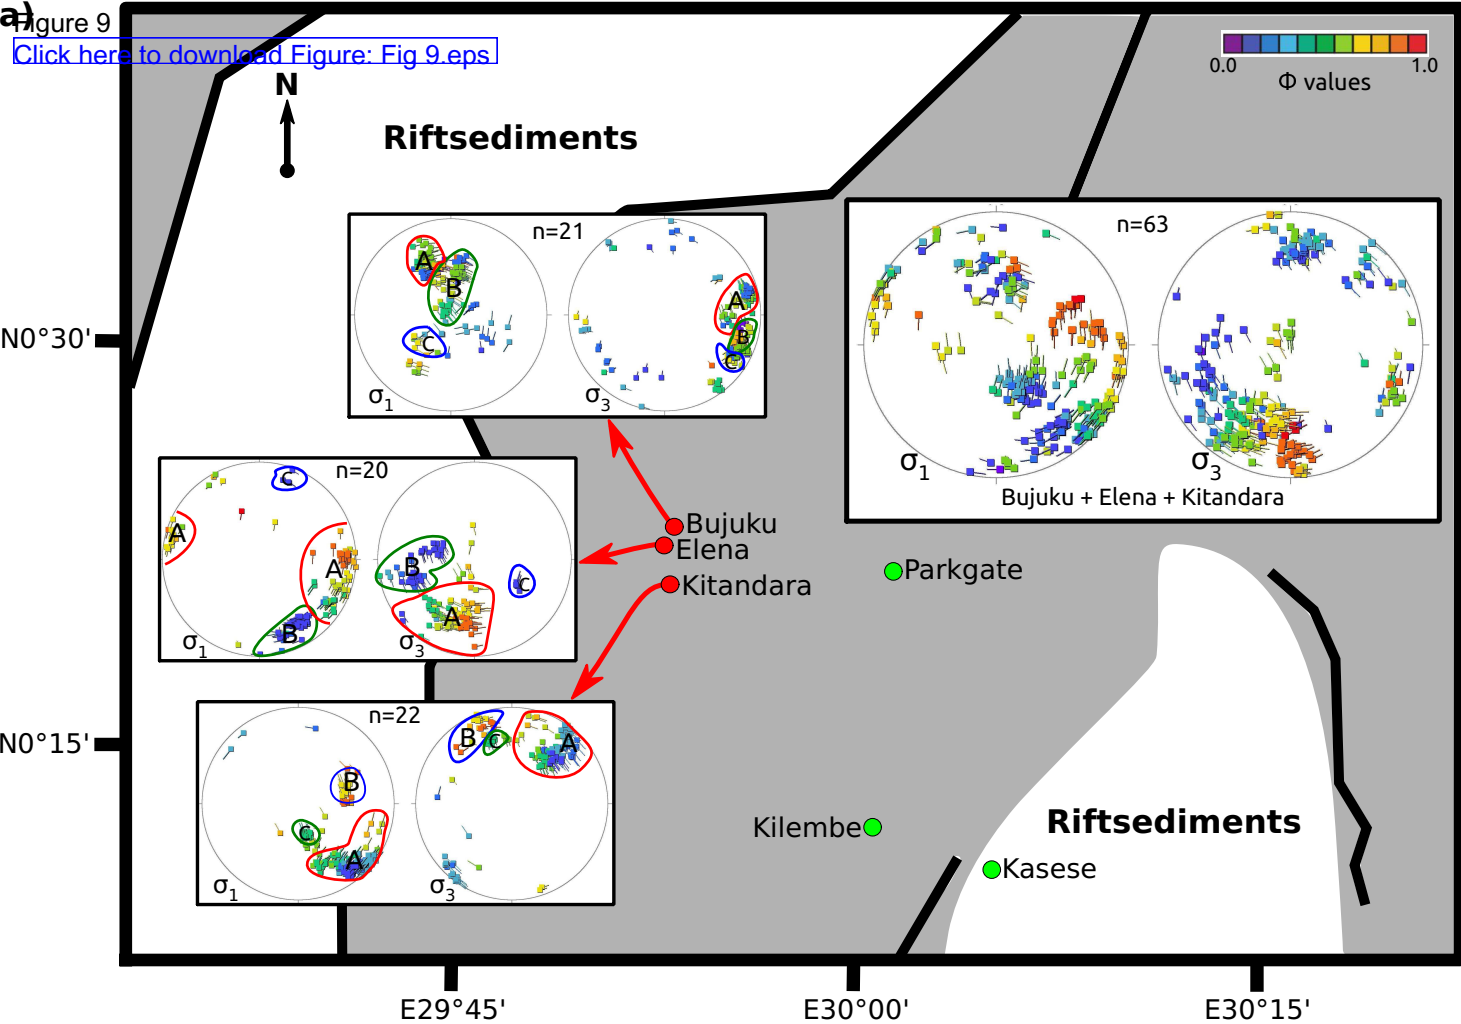 a)
Figure 9
Click here to download Figure: Fig 9.eps
N
Riftsediments
0.0
1.0
Φ values
n=21
A
B
C
σ1
A
B
C
σ3
n=63
σ1
σ3
Bujuku + Elena + Kitandara
N0°30'
n=20
A
A
B
C
σ1
A
B
C
σ3
Bujuku
Elena
Kitandara
Parkgate
n=22
A
B
C
σ1
A
B
C
σ3
N0°15'
Kilembe
Kasese
Riftsediments
E29°45'
E30°00'
E30°15'